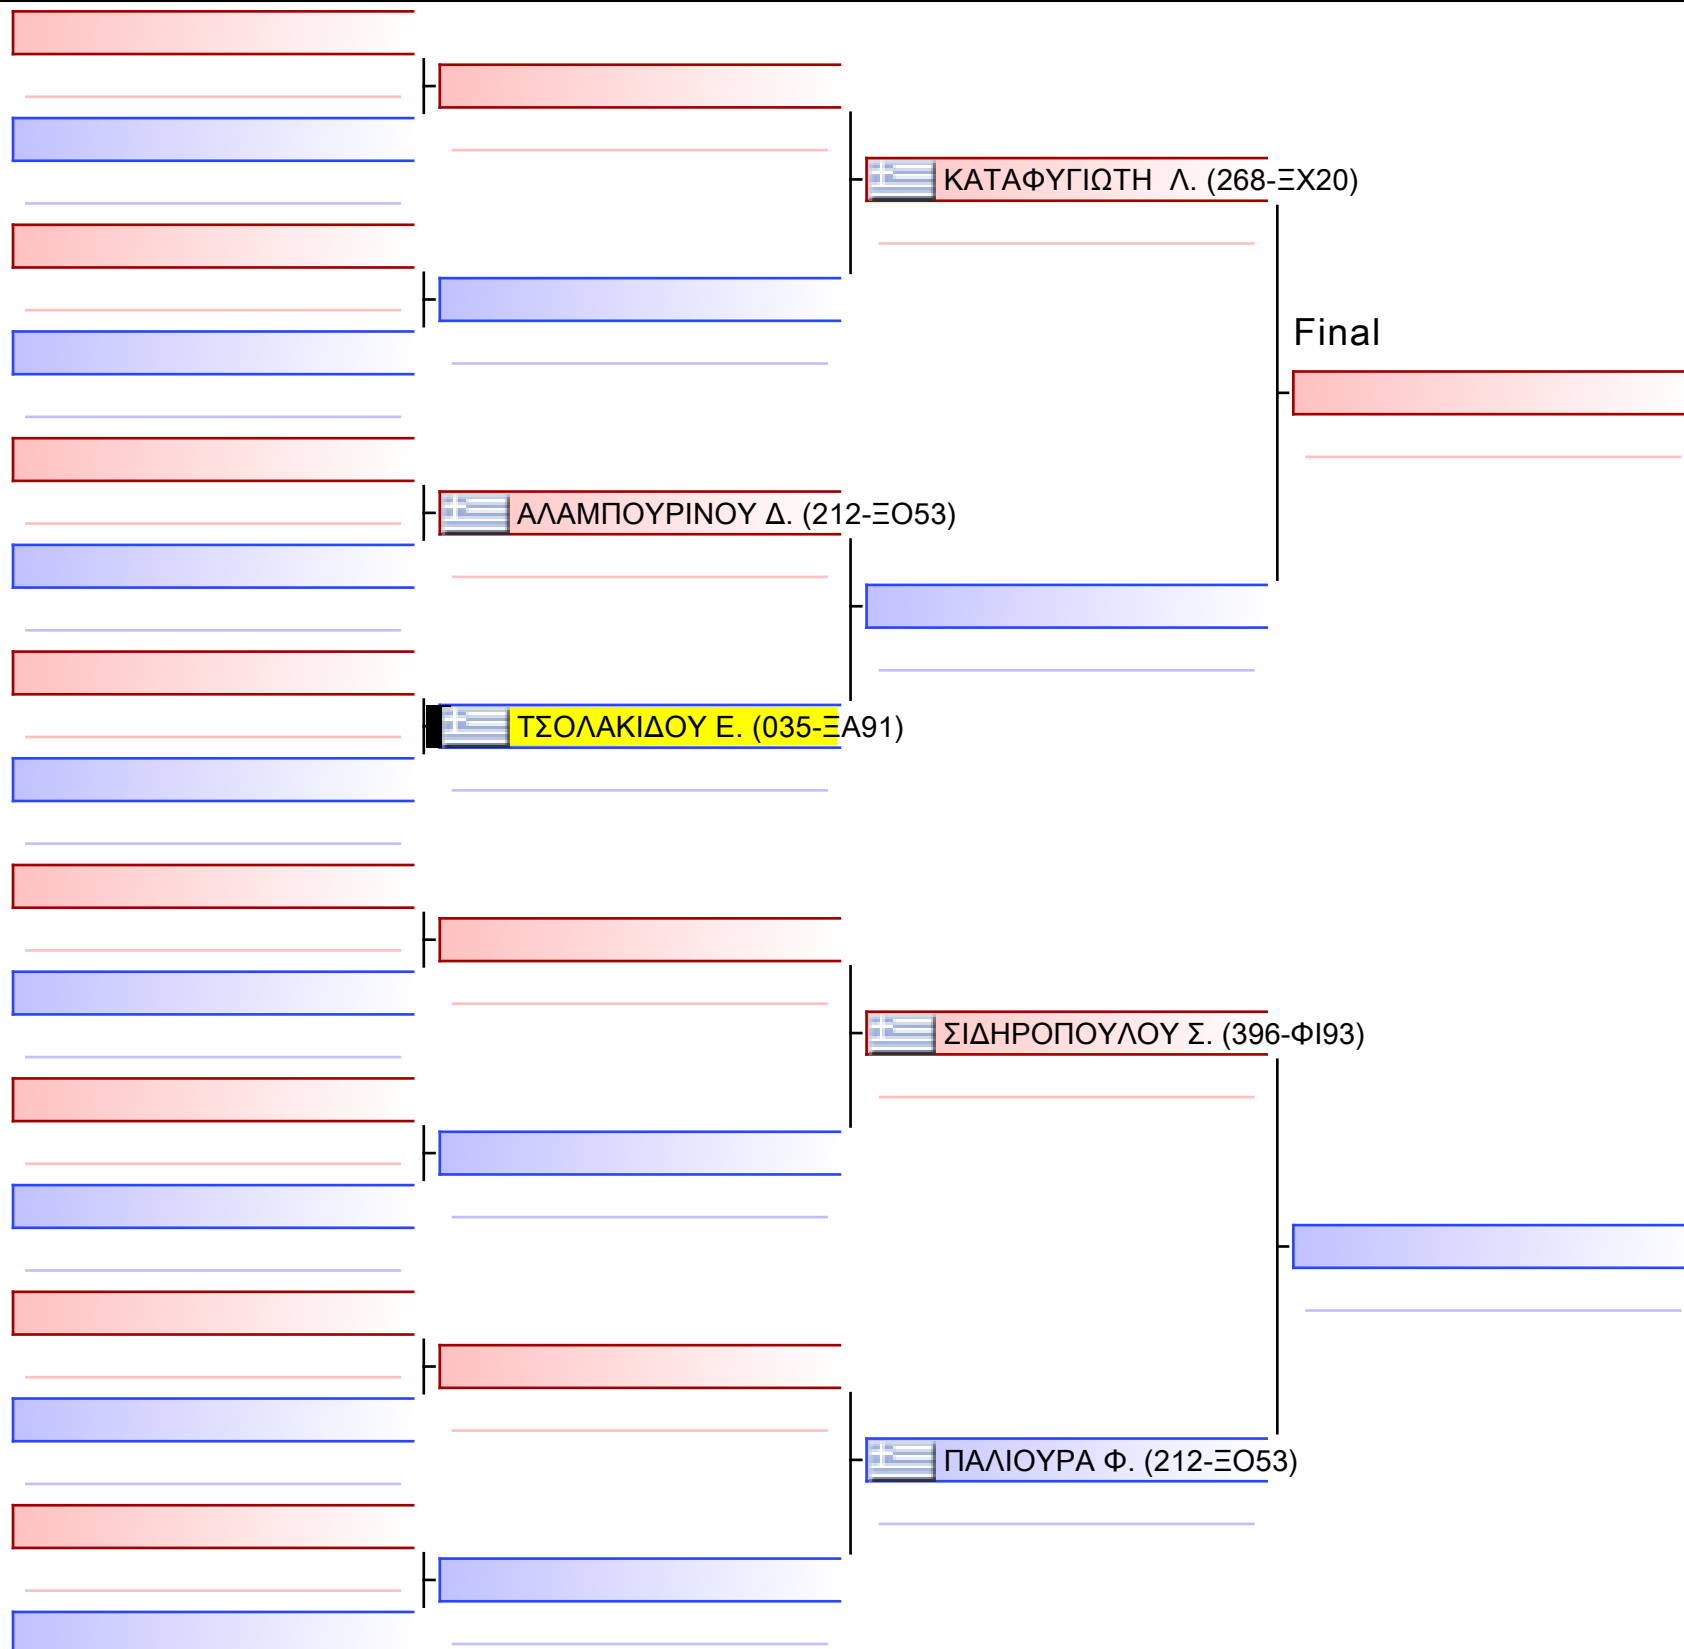 ΚΑΤΑΦΥΓΙΩΤΗ Λ. (268-ΞΧ20)
Final
ΑΛΑΜΠΟΥΡΙΝΟΥ Δ. (212-ΞΟ53)
ΤΣΟΛΑΚΙΔΟΥ Ε. (035-ΞΑ91)
ΣΙΔΗΡΟΠΟΥΛΟΥ Σ. (396-ΦΙ93)
ΠΑΛΙΟΥΡΑ Φ. (212-ΞΟ53)